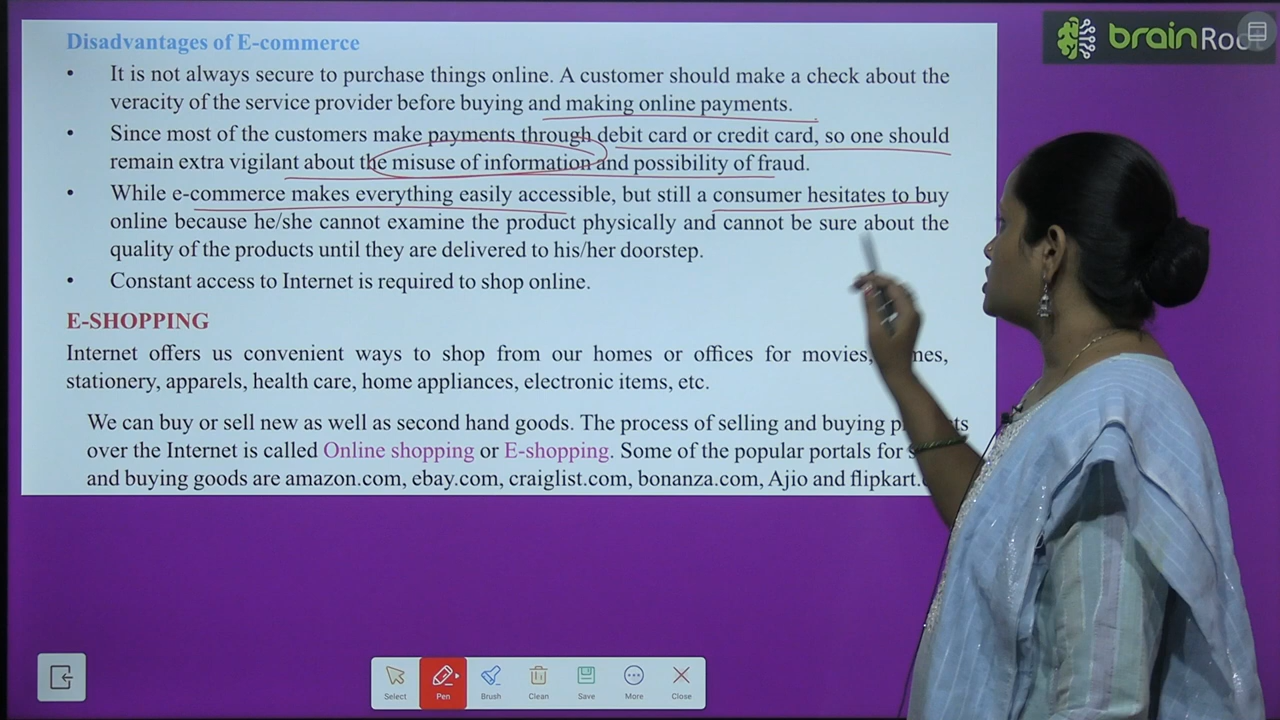 Disadvantages of E-commerce
• It is not always secure to purchase things online. A customer should make a check about the
veracity of the service provider before buying and making online payments.
• Since most of the customers make payments through debit card or credit card, so one should
remain extra vigilant about the misuse of information and possibility of fraud.
• While e-commerce makes everything easily accessible, but still a consumer hesitates to buy
online because he/she cannot examine the product physically and cannot be sure about the
quality of the products until they are delivered to his/her doorstep.
• Constant access to Internet is required to shop online.
E-SHOPPING
Internet offers us convenient ways to shop from our homes or offices for movies,
stationery, apparels, health care, home appliances, electronic items, etc.
We can buy or sell new as well as second hand goods. The process of selling and buying
over the Internet is called Online shopping or E-shopping. Some of the popular portals for
and buying goods are amazon.com, ebay.com, craiglist.com, bonanza.com, Ajio and flipkart.
brain
Select Pen Brush Clean Save More Close